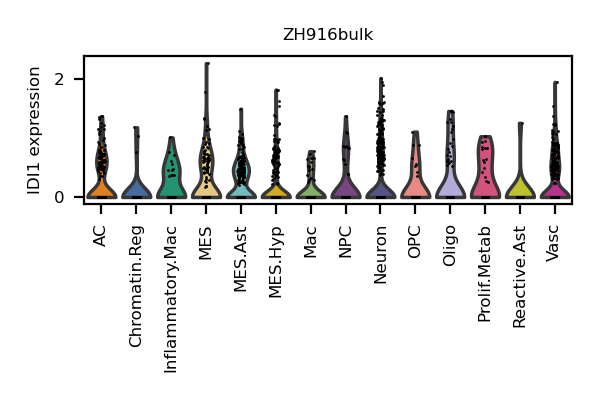 ZH916bulk
IDI1 expression
2
0
AC
Chromatin.Reg
Inflammatory.Mac
MES
MES.Ast
MES.Hyp
Mac
NPC
Neuron
OPC
Oligo
Prolif.Metab
Reactive.Ast
Vasc